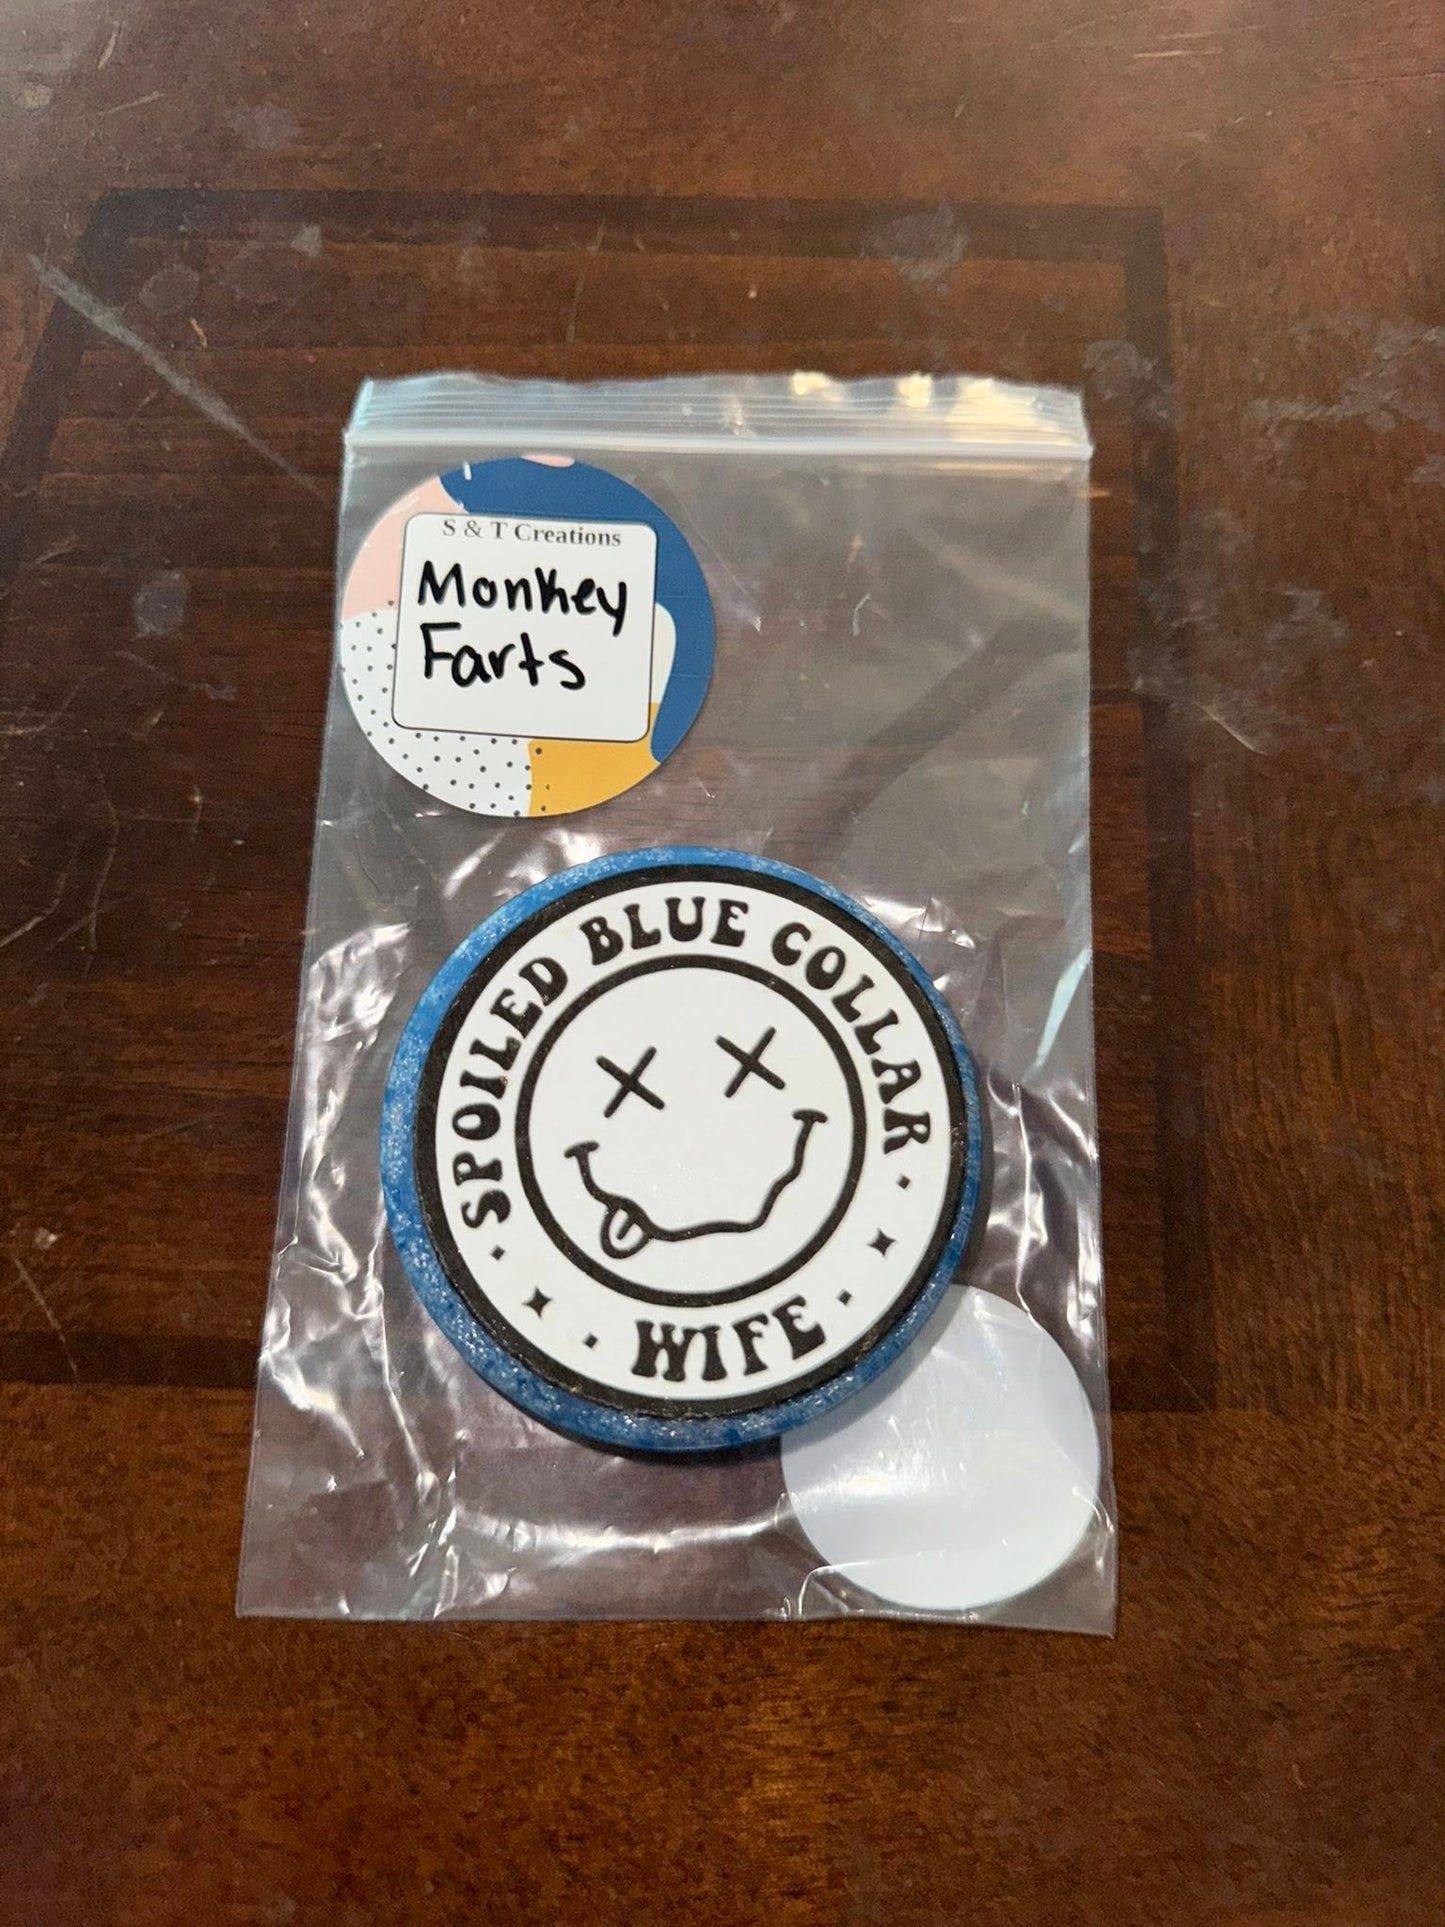 S & T Creations
Monkey
Farts
SPOILED BLUE COLLAR
WIFE